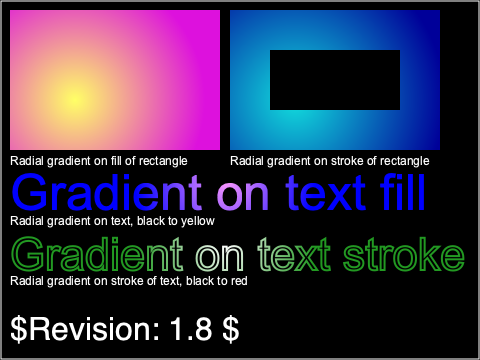 Radial gradient on fill of rectangle
Radial gradient on stroke of rectangle
Gradient on text fill
Radial gradient on text, black to yellow
Gradient on text stroke
Radial gradient on stroke of text, black to red
$Revision: 1.8 $